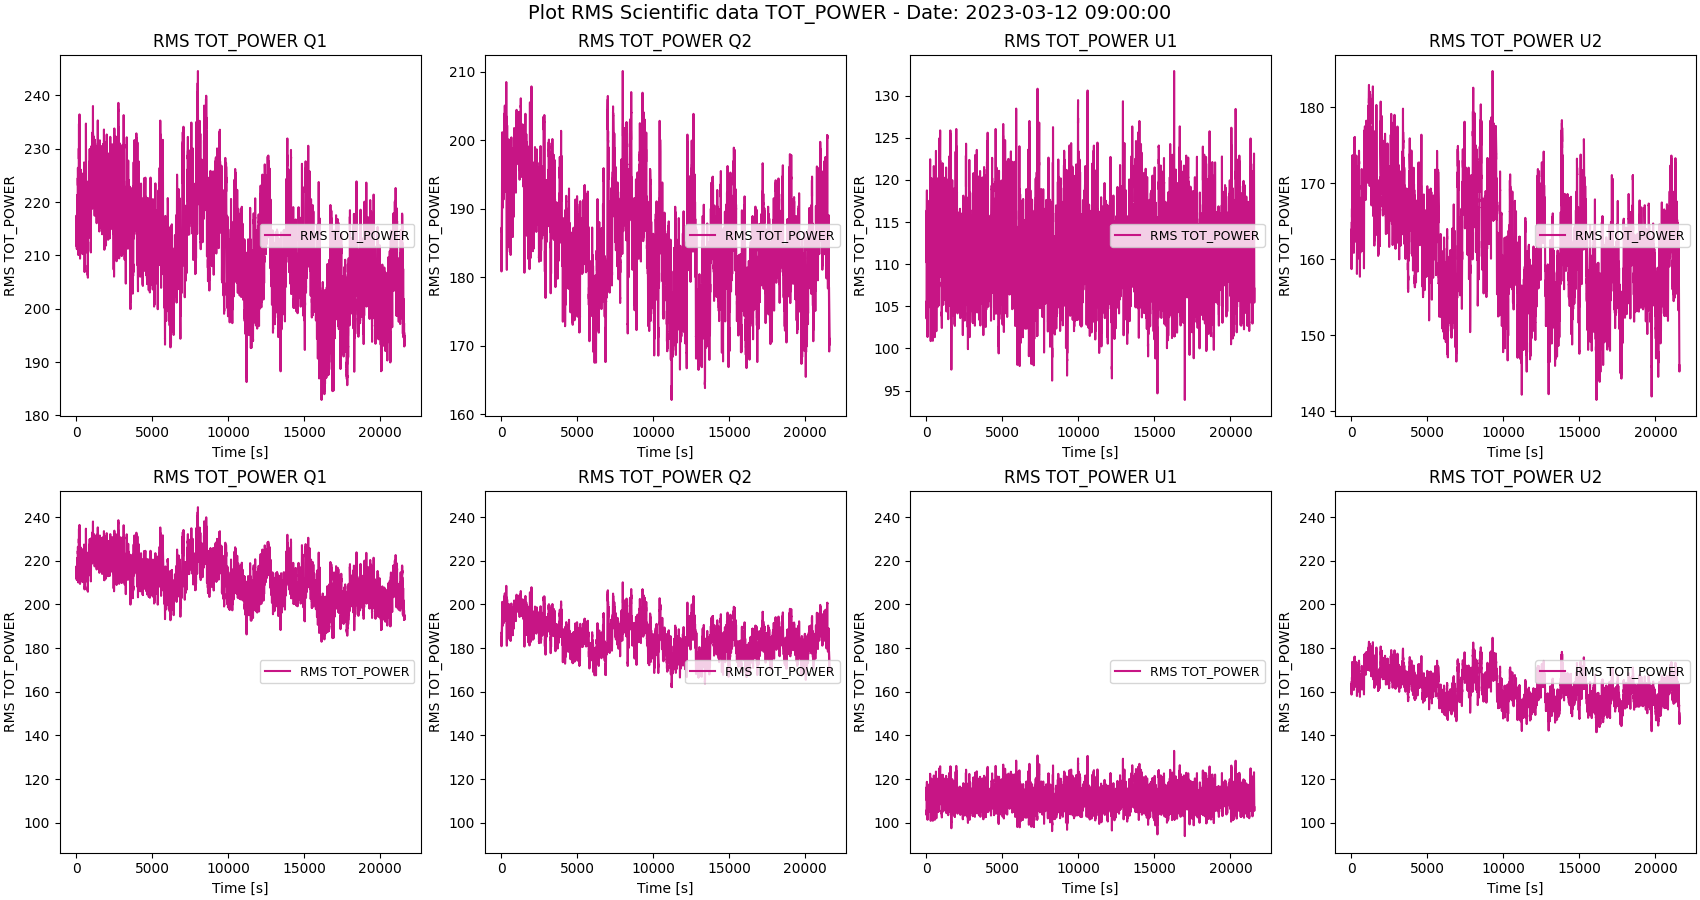 Plot RMS Scientific data TOT_POWER - Date: 2023-03-12 09:00:00
RMS TOT_POWER Q1
RMS TOT_POWER
240
230
220
210
200
190
180
0 5000 10000 15000 20000
Time [s]
RMS TOT_POWER
RMS TOT_POWER Q2
RMS TOT_POWER
210
200
190
180
170
160
0 5000 10000 15000 20000
Time [s]
RMS TOT_POWER
RMS TOT_POWER U1
RMS TOT_POWER
130
125
120
115
110
105
100
95
0 5000 10000 15000 20000
Time [s]
RMS TOT_POWER
RMS TOT_POWER U2
RMS TOT_POWER
180
170
160
150
140
0 5000 10000 15000 20000
Time [s]
RMS TOT_POWER
RMS TOT_POWER Q1
RMS TOT_POWER
240
220
200
180
160
140
120
100
0 5000 10000 15000 20000
Time [s]
RMS TOT_POWER
RMS TOT_POWER Q2
RMS TOT_POWER
240
220
200
180
160
140
120
100
0 5000 10000 15000 20000
Time [s]
RMS TOT_POWER
RMS TOT_POWER U1
RMS TOT_POWER
240
220
200
180
160
140
120
100
0 5000 10000 15000 20000
Time [s]
RMS TOT_POWER
RMS TOT_POWER U2
RMS TOT_POWER
240
220
200
180
160
140
120
100
0 5000 10000 15000 20000
Time [s]
RMS TOT_POWER